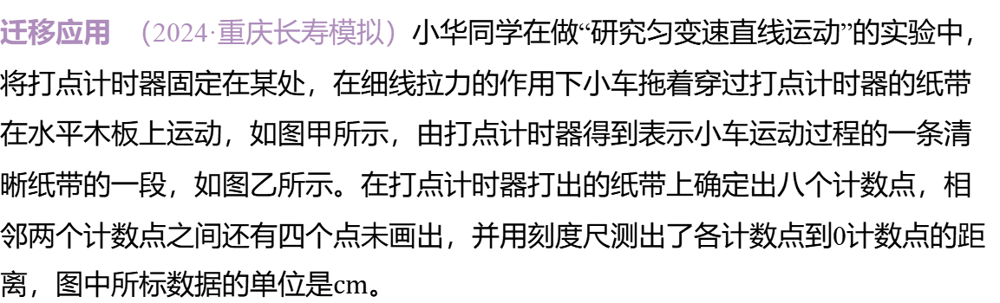 迁移应用 （2024·重庆长寿模拟）小华同学在做“研究匀变速直线运动”的实验中，
将打点计时器固定在某处，在细线拉力的作用下小车拖着穿过打点计时器的纸带
在水平木板上运动，如图甲所示，由打点计时器得到表示小车运动过程的一条清
晰纸带的一段，如图乙所示。在打点计时器打出的纸带上确定出八个计数点，相
邻两个计数点之间还有四个点未画出，并用刻度尺测出了各计数点到0计数点的距
离，图中所标数据的单位是cm。